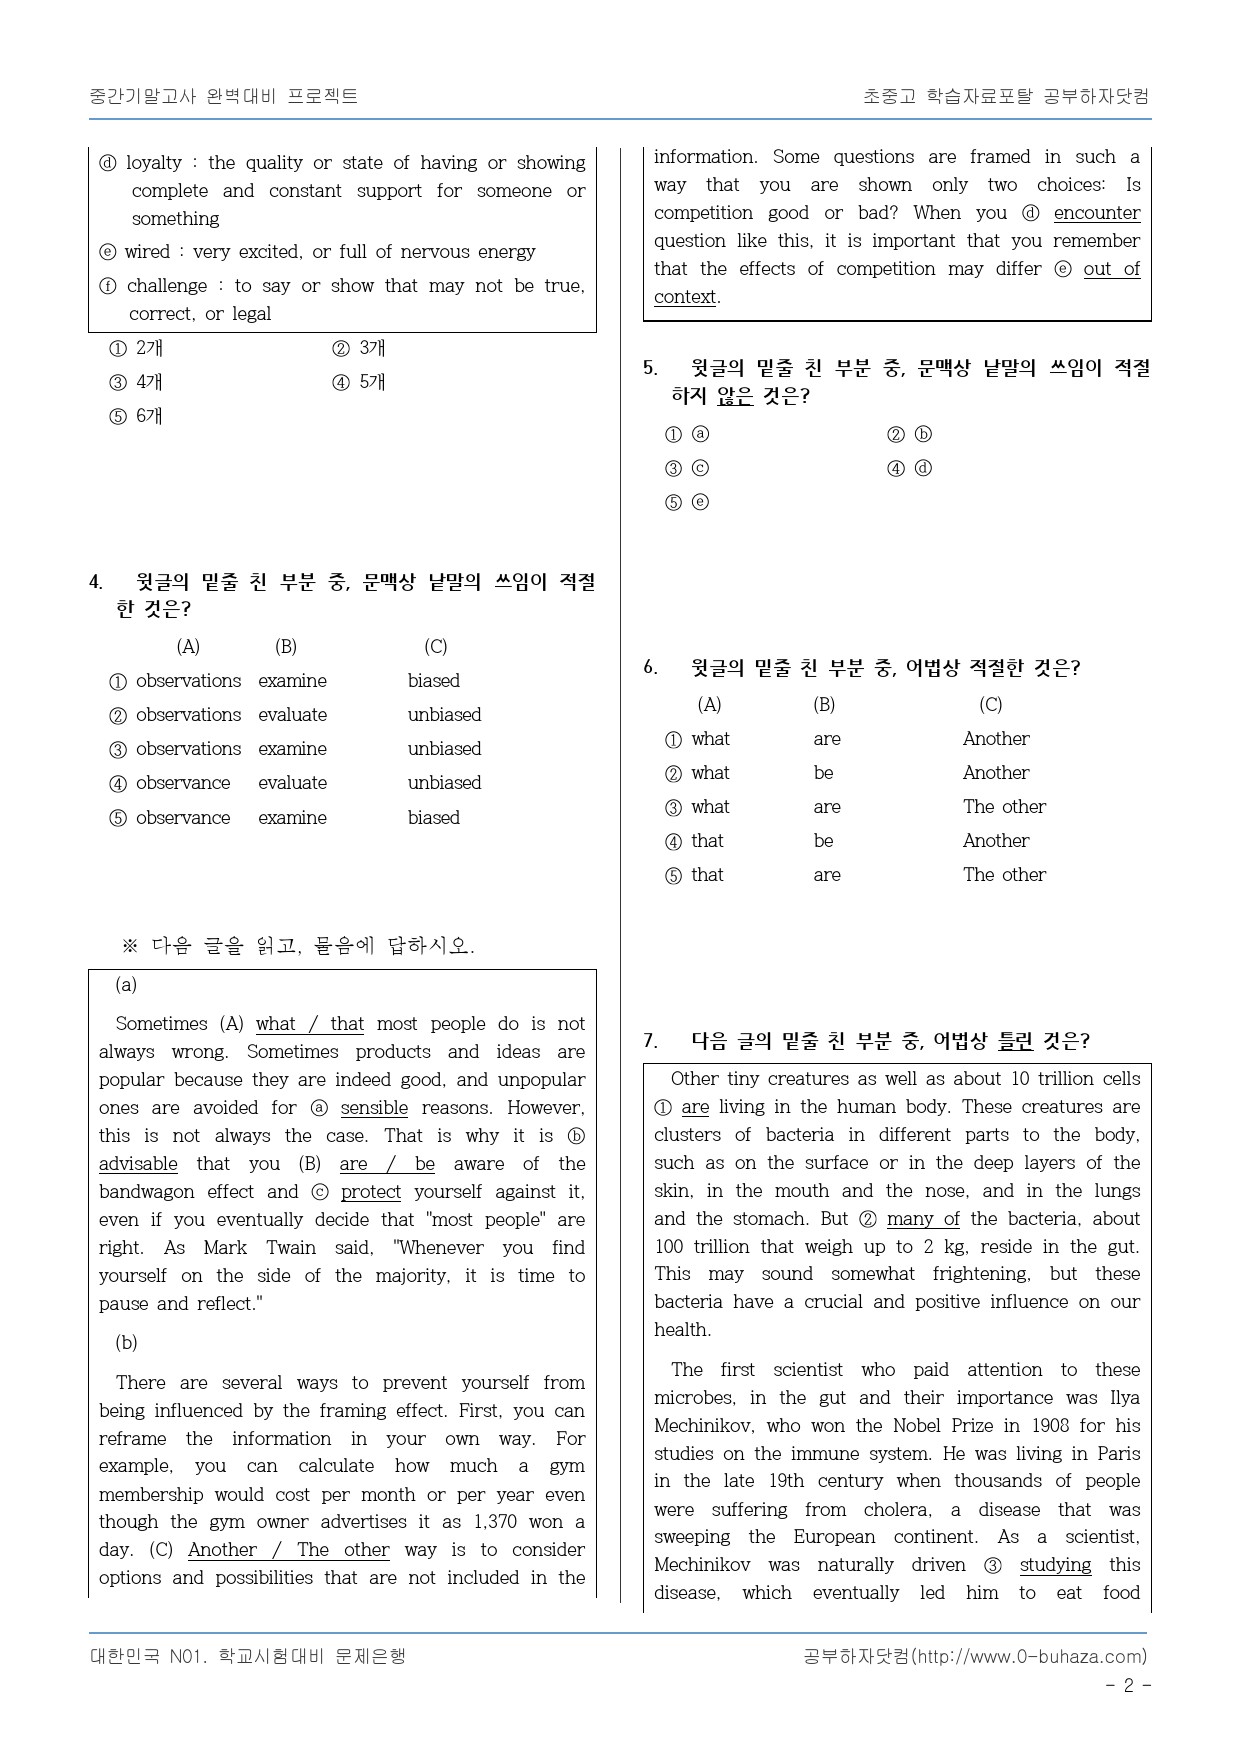 중간기말고사 완벽대비 프로젝트
초중고 학습자료포탈 공부하자닷컴
ⓓ loyalty : the quality or state of having or showing
complete and constant support for someone or
something
ⓔ wired : very excited, or full of nervous energy
ⓕ challenge : to say or show that may not be true,
correct, or legal
① 2개 ② 3개
③ 4개 ④ 5개
⑤ 6개
4. 윗글의 밑줄 친 부분 중, 문맥상 낱말의 쓰임이 적절
한 것은?
(A) (B) (C)
① observations examine biased
② observations evaluate unbiased
③ observations examine unbiased
④ observance evaluate unbiased
⑤ observance examine biased
※ 다음 글을 읽고, 물음에 답하시오.
(a)
Sometimes (A) what / that most people do is not
always wrong. Sometimes products and ideas are
popular because they are indeed good, and unpopular
ones are avoided for ⓐ sensible reasons. However,
this is not always the case. That is why it is ⓑ
advisable that you (B) are / be aware of the
bandwagon effect and ⓒ protect yourself against it,
even if you eventually decide that "most people" are
right. As Mark Twain said, "Whenever you find
yourself on the side of the majority, it is time to
pause and reflect."
(b)
There are several ways to prevent yourself from
being influenced by the framing effect. First, you can
reframe the information in your own way. For
example, you can calculate how much a gym
membership would cost per month or per year even
though the gym owner advertises it as 1,370 won a
day. (C) Another / The other way is to consider
options and possibilities that are not included in the
information. Some questions are framed in such a
way that you are shown only two choices: Is
competition good or bad? When you ⓓ encounter
question like this, it is important that you remember
that the effects of competition may differ ⓔ out of
context.
5. 윗글의 밑줄 친 부분 중, 문맥상 낱말의 쓰임이 적절
하지 않은 것은?
① ⓐ ② ⓑ
③ ⓒ ④ ⓓ
⑤ ⓔ
6. 윗글의 밑줄 친 부분 중, 어법상 적절한 것은?
(A) (B) (C)
① what are Another
② what be Another
③ what are The other
④ that be Another
⑤ that are The other
7. 다음 글의 밑줄 친 부분 중, 어법상 틀린 것은?
Other tiny creatures as well as about 10 trillion cells
① are living in the human body. These creatures are
clusters of bacteria in different parts to the body,
such as on the surface or in the deep layers of the
skin, in the mouth and the nose, and in the lungs
and the stomach. But ② many of the bacteria, about
100 trillion that weigh up to 2 kg, reside in the gut.
This may sound somewhat frightening, but these
bacteria have a crucial and positive influence on our
health.
The first scientist who paid attention to these
microbes, in the gut and their importance was Ilya
Mechinikov, who won the Nobel Prize in 1908 for his
studies on the immune system. He was living in Paris
in the late 19th century when thousands of people
were suffering from cholera, a disease that was
sweeping the European continent. As a scientist,
Mechinikov was naturally driven ③ studying this
disease, which eventually led him to eat food
대한민국 N01. 학교시험대비 문제은행
공부하자닷컴(http://www.0-buhaza.com)
- 2 -